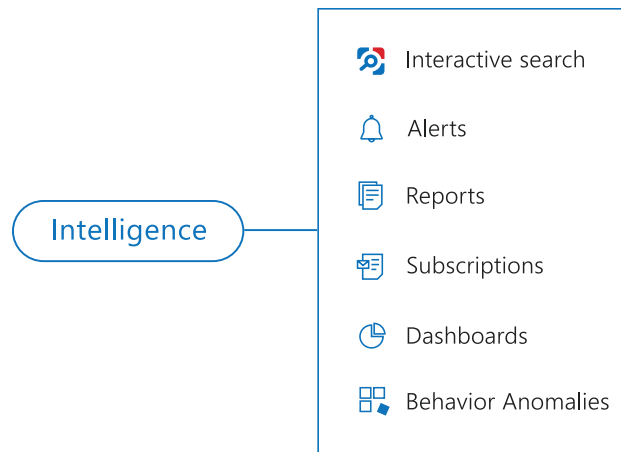 Intelligence
Interactive search
Alerts
Reports
Subscriptions
Dashboards
Behavior Anomalies